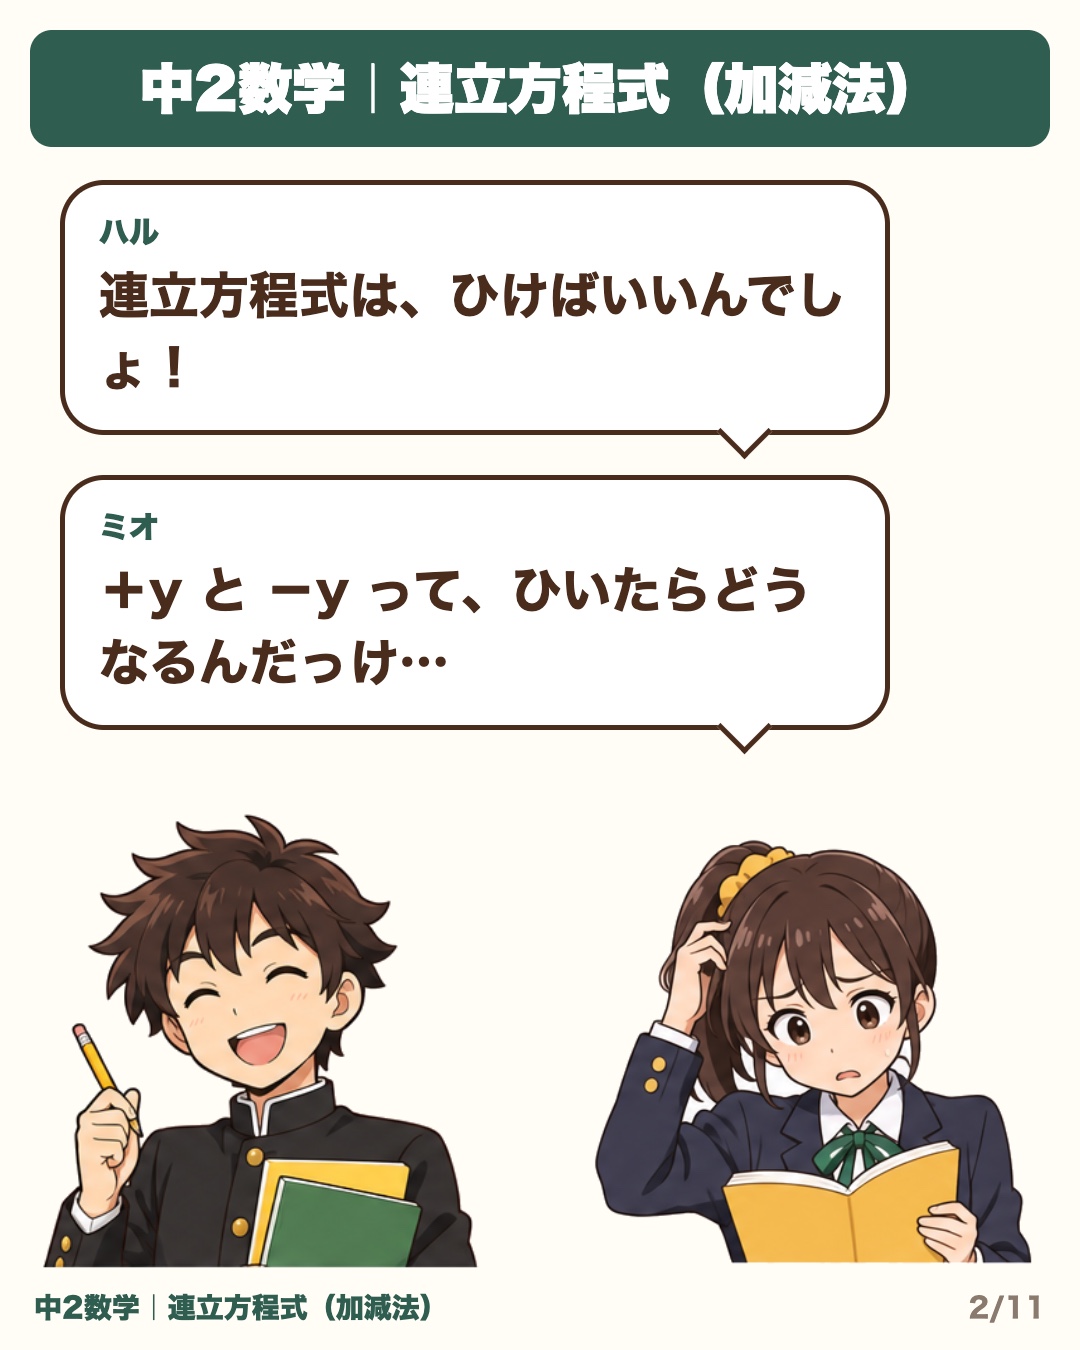 中2数学｜連立方程式（加減法）
ハル
連立方程式は、ひけばいいんでし
ょ！
ミオ
＋y と −y って、ひいたらどう
なるんだっけ…
中2数学｜連立方程式（加減法）
2/11